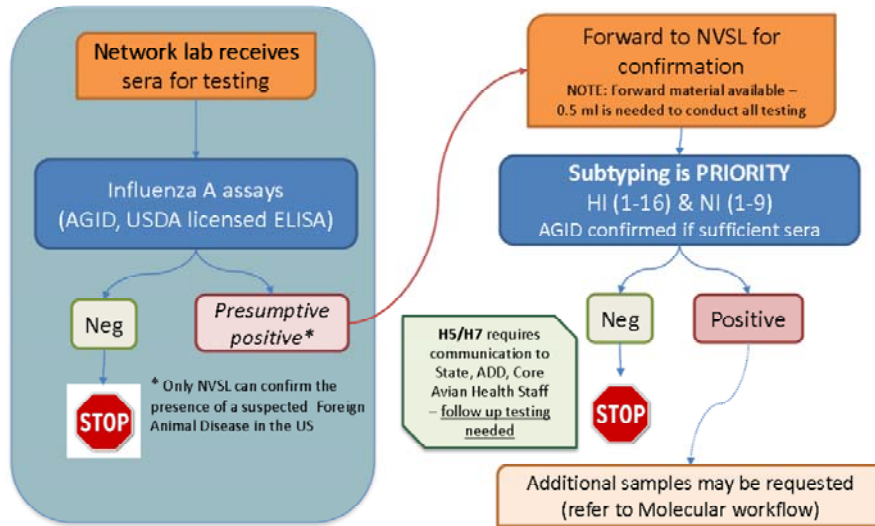 Network lab receives
sera for testing
Influenza A assays
(AGID, USDA licensed ELISA)
Neg
Presumptive
positive*
STOP
* Only NVSL can confirm the
presence of a suspected Foreign
Animal Disease in the US
Forward to NVSL for
confirmation
NOTE: Forward material available –
0.5 ml is needed to conduct all testing
Subtyping is PRIORITY
HI (1-16) & NI (1-9)
AGID confirmed if sufficient sera
H5/H7 requires
communication to
State, ADD, Core
Avian Health Staff
– follow up testing
needed
Neg
Positive
STOP
Additional samples may be requested
(refer to Molecular workflow)